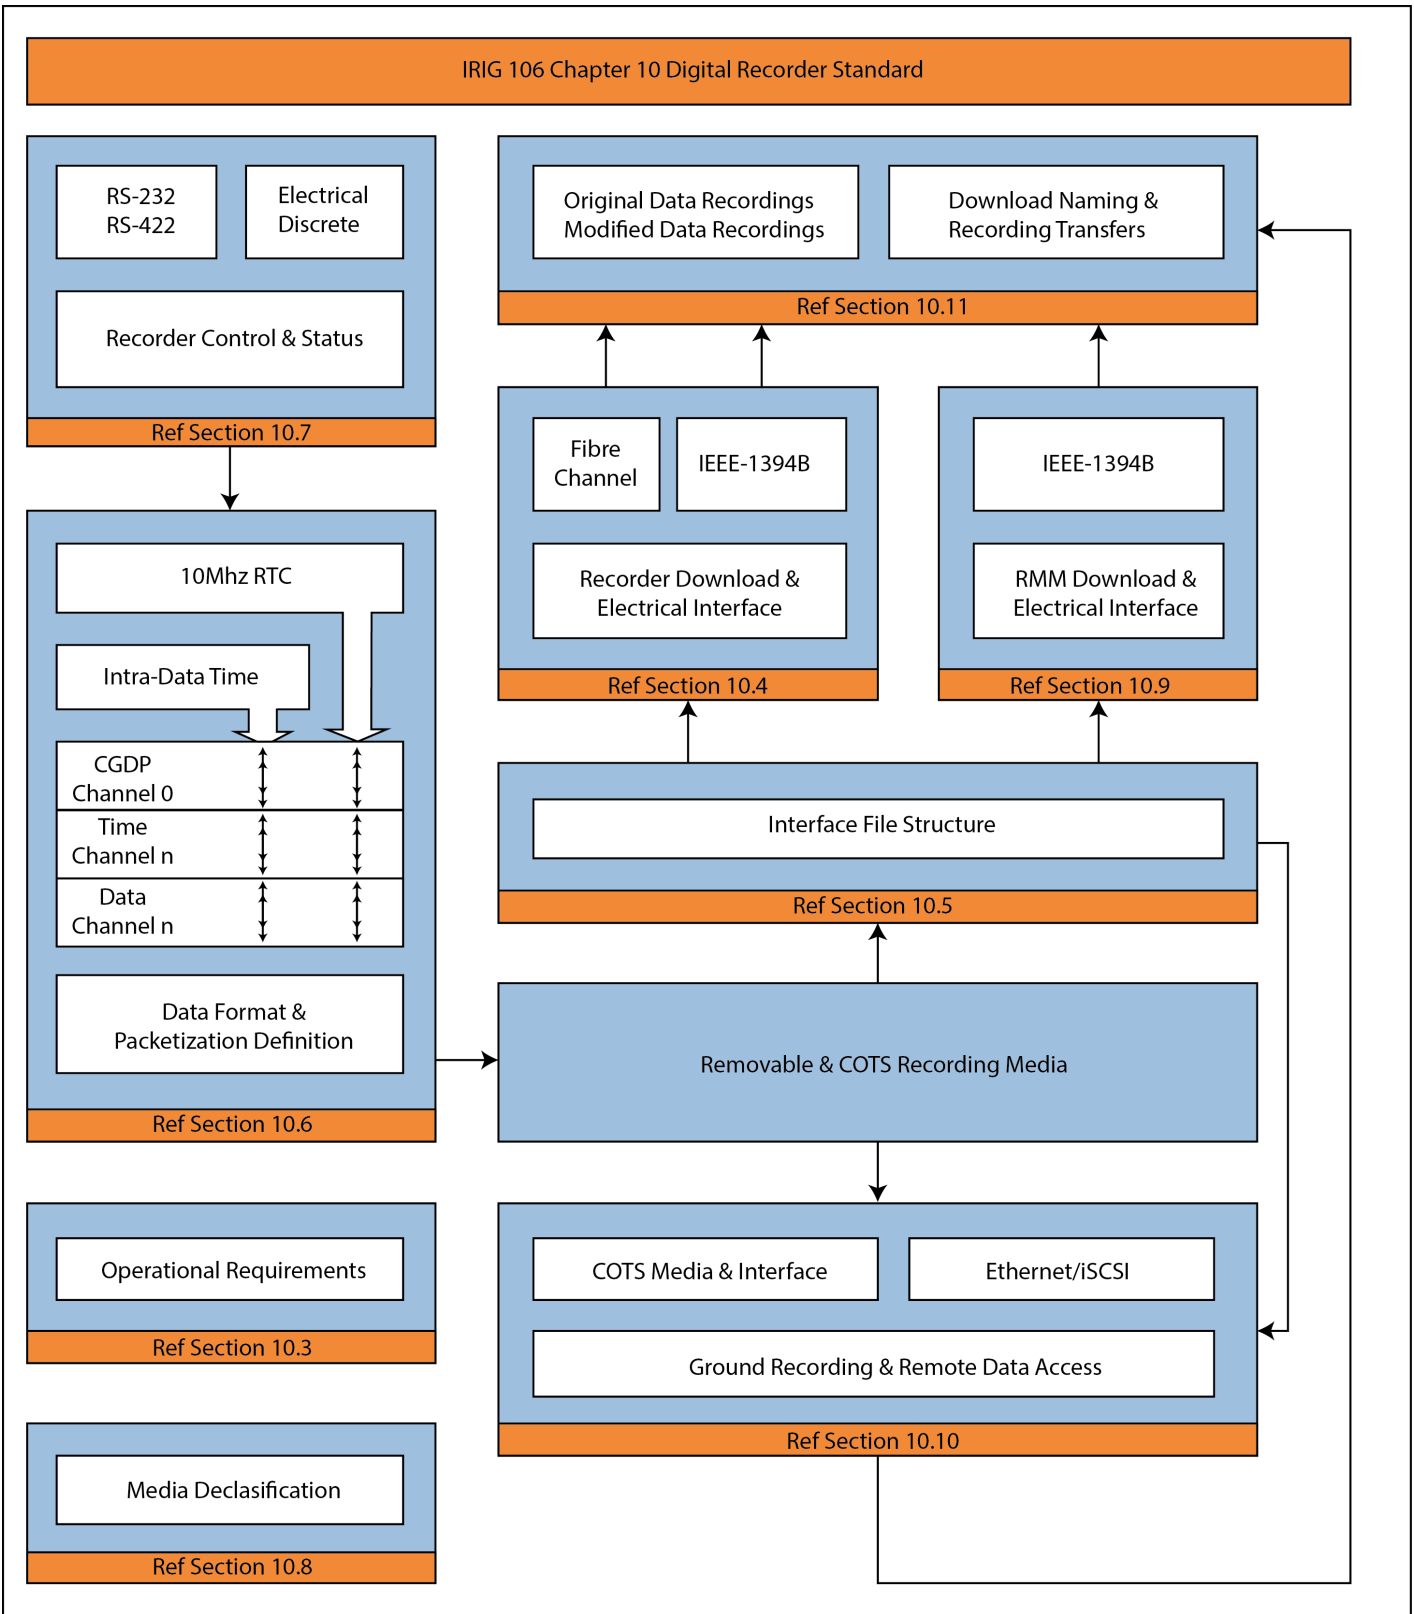 IRIG 106 Chapter 10 Digital Recorder Standard
RS-232
RS-422
Electrical
Discrete
Recorder Control & Status
Ref Section 10.7
10Mhz RTC
Intra-Data Time
CGDP
Channel 0
Time
Channel n
Data
Channel n
Data Format &
Packetization Definition
Ref Section 10.6
Operational Requirements
Ref Section 10.3
Media Declasification
Ref Section 10.8
Original Data Recordings
Modified Data Recordings
Download Naming &
Recording Transfers
Ref Section 10.11
Fibre
Channel
IEEE-1394B
Recorder Download &
Electrical Interface
Ref Section 10.4
IEEE-1394B
RMM Download &
Electrical Interface
Ref Section 10.9
Interface File Structure
Ref Section 10.5
Removable & COTS Recording Media
COTS Media & Interface
Ethernet/iSCSI
Ground Recording & Remote Data Access
Ref Section 10.10